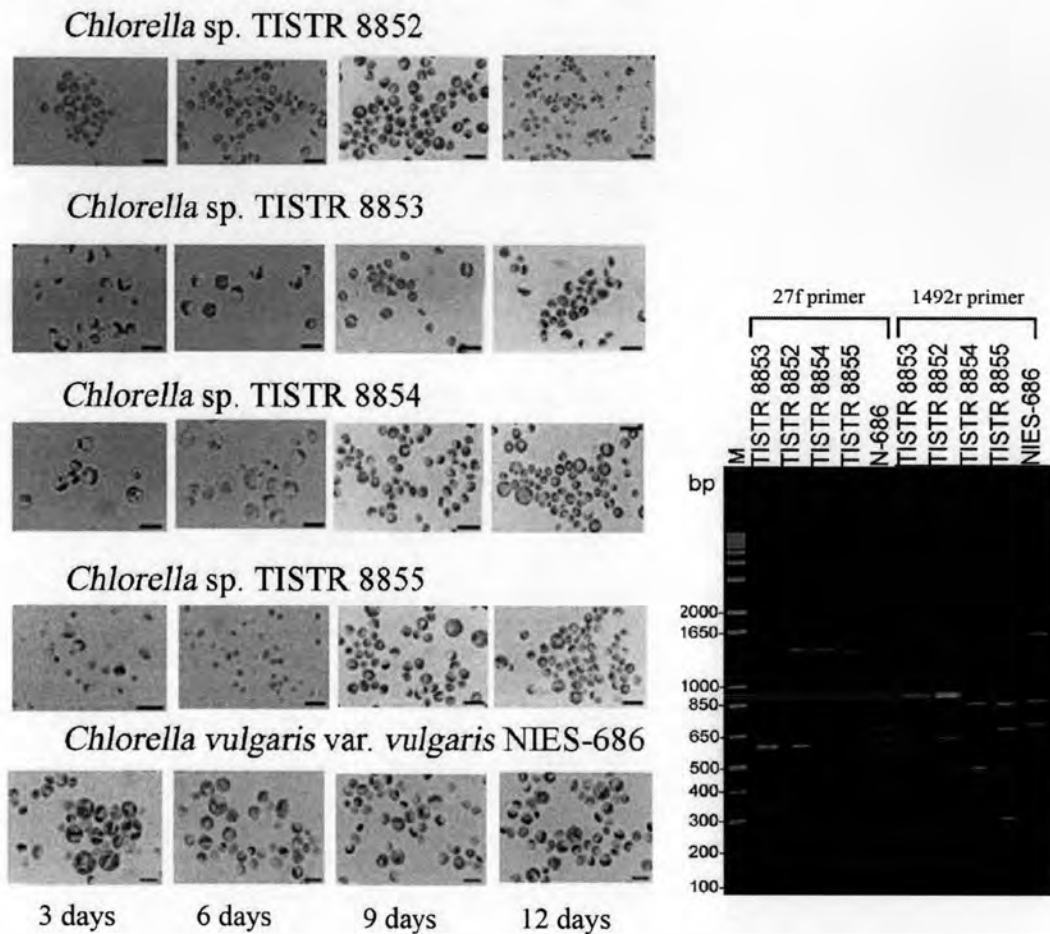 Chlorella sp. TISTR 8852
Chlorella sp. TISTR 8853
Chlorella sp. TISTR 8854
Chlorella sp. TISTR 8855
Chlorella vulgaris var. vulgaris NIES-686
3 days 6 days 9 days 12 days
27f primer 1492r primer
M
TISTR 8853
TISTR 8852
TISTR 8854
TISTR 8855
N-686
TISTR 8853
TISTR 8852
TISTR 8854
TISTR 8855
NIES-686
bp
2000
1650
1000
850
650
500
400
300
200
100